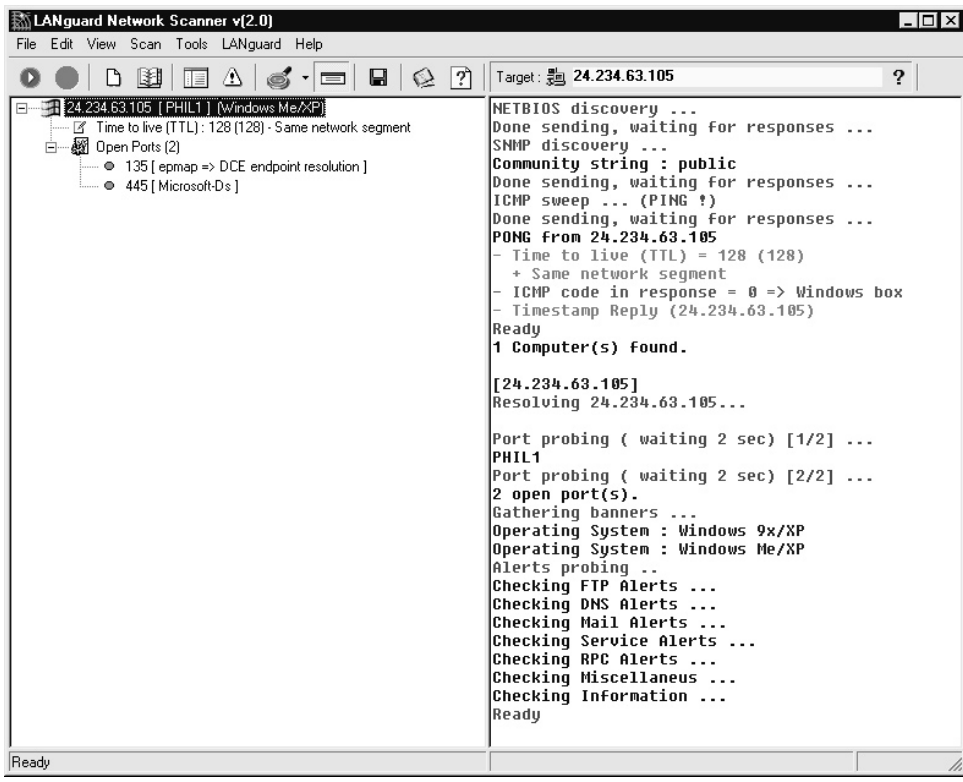 LANguard Network Scanner v(2.0)
File Edit View Scan Tools LANguard Help
Target : 24.234.63.105 ?
24.234.63.105 [ PHIL1 ] (Windows Me/XP)
Time to live (TTL) : 128 (128) - Same network segment
Open Ports (2)
135 [ epmap => DCE endpoint resolution ]
445 [ Microsoft-Ds ]
NETBIOS discovery ...
Done sending, waiting for responses ...
SNMP discovery ...
Community string : public
Done sending, waiting for responses ...
ICMP sweep ... (PING !)
Done sending, waiting for responses ...
PONG from 24.234.63.105
- Time to live (TTL) = 128 (128)
+ Same network segment
- ICMP code in response = 0 => Windows box
- Timestamp Reply (24.234.63.105)
Ready
1 Computer(s) found.
[24.234.63.105]
Resolving 24.234.63.105...
Port probing ( waiting 2 sec) [1/2] ...
PHIL1
Port probing ( waiting 2 sec) [2/2] ...
2 open port(s).
Gathering banners ...
Operating System : Windows 9x/XP
Operating System : Windows Me/XP
Alerts probing ..
Checking FTP Alerts ...
Checking DNS Alerts ...
Checking Mail Alerts ...
Checking Service Alerts ...
Checking RPC Alerts ...
Checking Miscellaneus ...
Checking Information ...
Ready
Ready